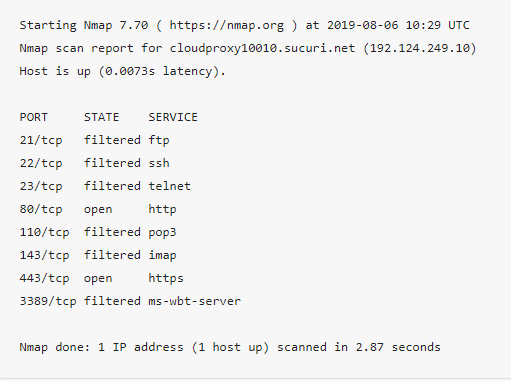 Starting Nmap 7.70 ( https://nmap.org ) at 2019-08-06 10:29 UTC
Nmap scan report for cloudproxy10010.sucuri.net (192.124.249.10)
Host is up (0.0073s latency).
PORT STATE SERVICE
21/tcp filtered ftp
22/tcp filtered ssh
23/tcp filtered telnet
80/tcp open http
110/tcp filtered pop3
143/tcp filtered imap
443/tcp open https
3389/tcp filtered ms-wbt-server
Nmap done: 1 IP address (1 host up) scanned in 2.87 seconds